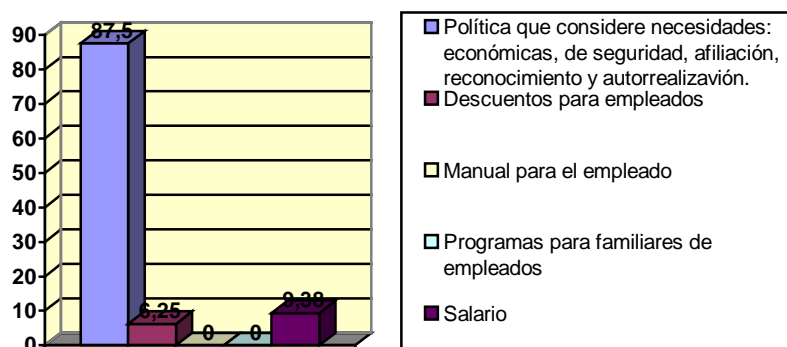 90
80
70
60
50
40
30
20
10
0
87,5
6,25
0
0
9,38
Política que considere necesidades:
económicas, de seguridad, afiliación,
reconocimiento y autorrealizavión.
Descuentos para empleados
Manual para el empleado
Programas para familiares de
empleados
Salario